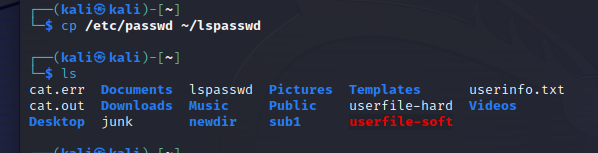 ┌──(kali㉿kali)-[~]
└─$ cp /etc/passwd ~/lspasswd
┌──(kali㉿kali)-[~]
└─$ ls
cat.err  Documents  lspasswd  Pictures  Templates  userinfo.txt
cat.out  Downloads  Music  Public  userfile-hard  Videos
Desktop  junk  newdir  sub1  userfile-soft